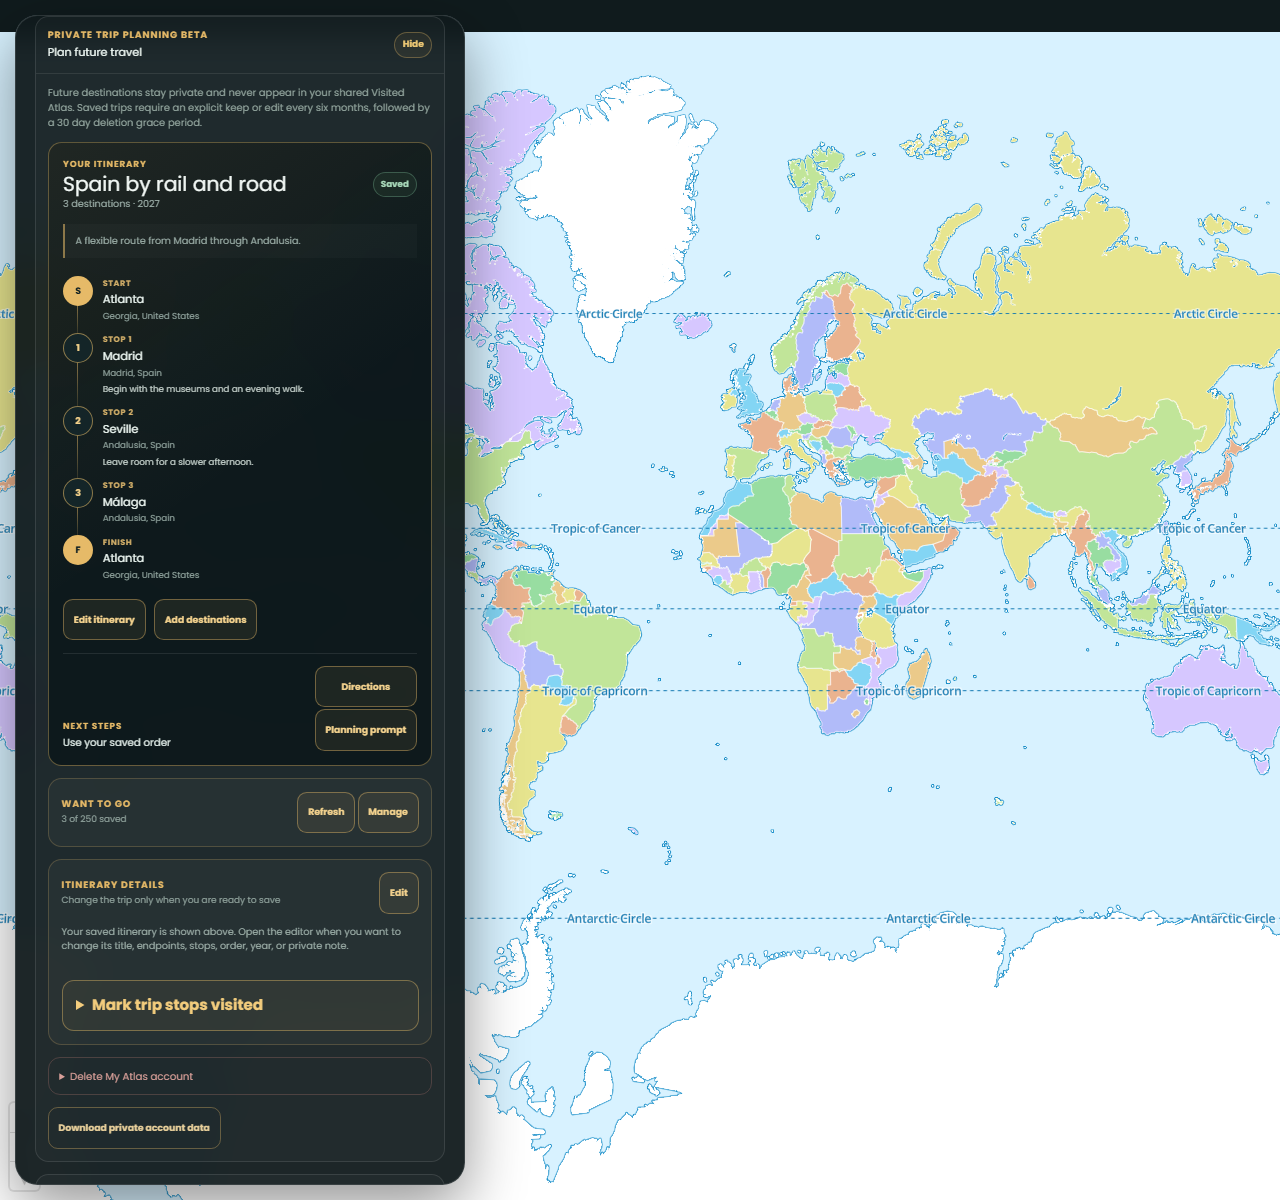 PRIVATE TRIP PLANNING BETA
Plan future travel
Hide
Future destinations stay private and never appear in your shared Visited
Atlas. Saved trips require an explicit keep or edit every six months, followed by
a 30 day deletion grace period.
YOUR ITINERARY
Spain by rail and road
Saved
3 destinations · 2027
A flexible route from Madrid through Andalusia.
S
START
Atlanta
Georgia, United States
1
STOP 1
Madrid
Madrid, Spain
Begin with the museums and an evening walk.
2
STOP 2
Seville
Andalusia, Spain
Leave room for a slower afternoon.
3
STOP 3
Málaga
Andalusia, Spain
F
FINISH
Atlanta
Georgia, United States
Edit itinerary
Add destinations
Directions
NEXT STEPS
Use your saved order
Planning prompt
WANT TO GO
3 of 250 saved
Refresh
Manage
ITINERARY DETAILS
Change the trip only when you are ready to save
Edit
Your saved itinerary is shown above. Open the editor when you want to
change its title, endpoints, stops, order, year, or private note.
Mark trip stops visited
Delete My Atlas account
Download private account data
Arctic Circle
Arctic Circle
Arctic Circle
Tropic of Cancer
Tropic of Cancer
Tropic of Cancer
Equator
Equator
Equator
Tropic of Capricorn
Tropic of Capricorn
Tropic of Capricorn
Antarctic Circle
Antarctic Circle
Antarctic Circle